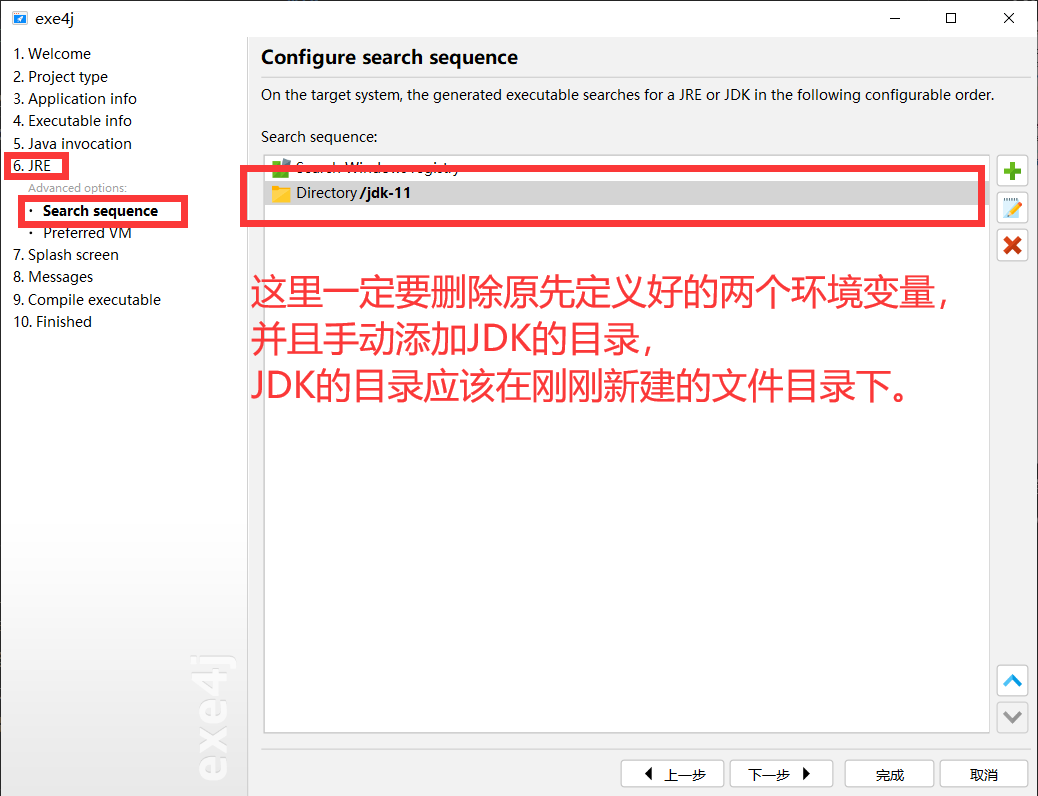 exe4j
1. Welcome
2. Project type
3. Application info
4. Executable info
5. Java invocation
6. JRE
Advanced options:
· Search sequence
· Preferred VM
7. Splash screen
8. Messages
9. Compile executable
10. Finished
exe4j
Configure search sequence
On the target system, the generated executable searches for a JRE or JDK in the following configurable order.
Search sequence:
Search Windows registry
Directory /jdk-11
这里一定要删除原先定义好的两个环境变量，
并且手动添加JDK的目录，
JDK的目录应该在刚刚新建的文件目录下。
上一步
下一步
完成
取消